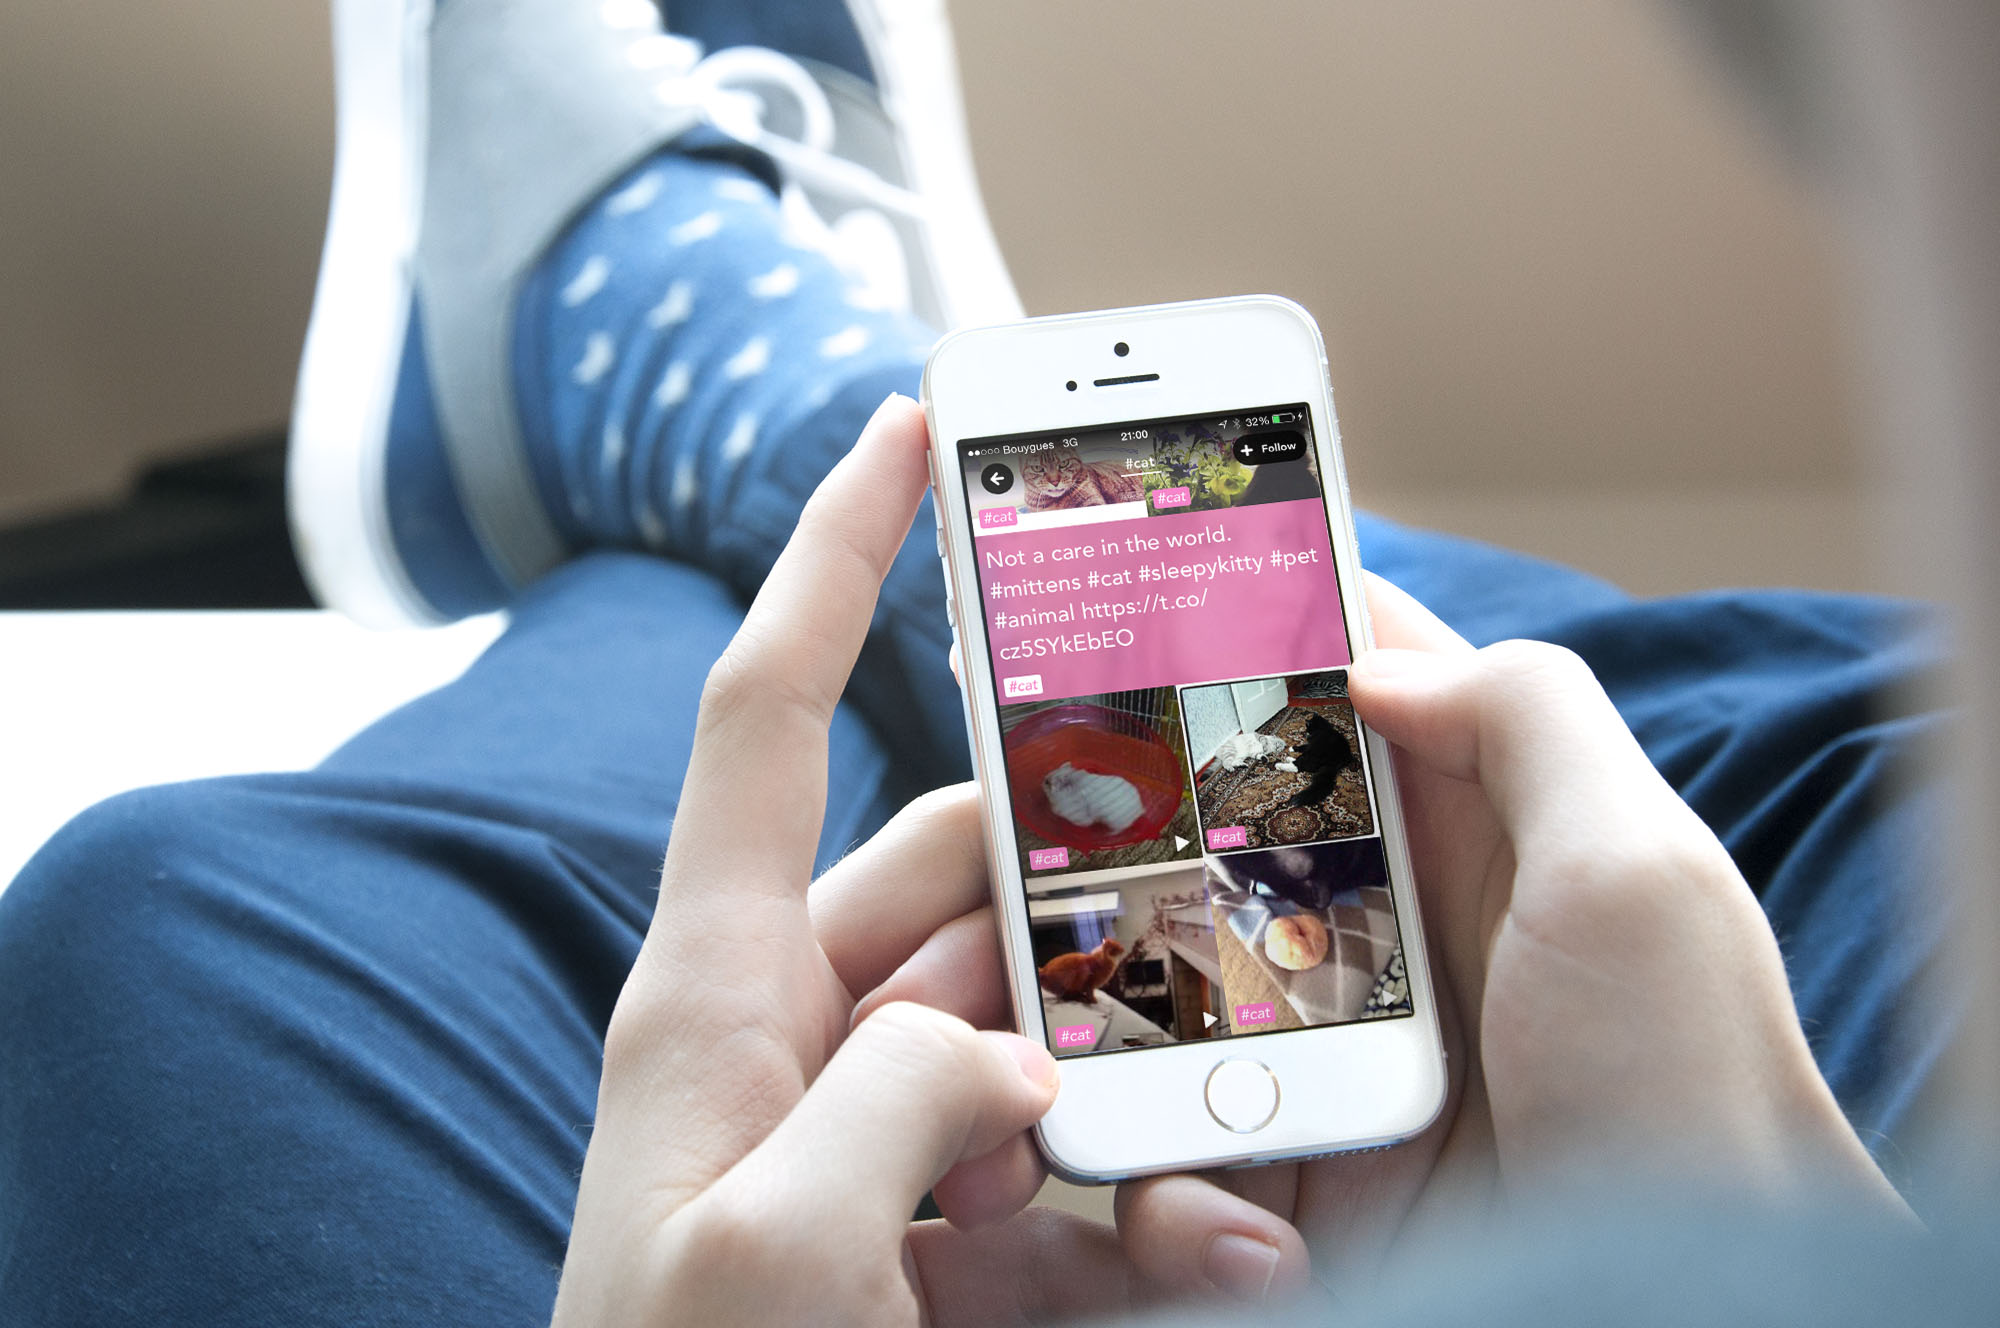 ●●○○○ Bouygues 3G 21:00 32%
#cat
+ Follow
#cat
#cat
Not a care in the world.
#mittens #cat #sleepykitty #pet
#animal https://t.co/
cz5SYkEbEO
#cat
#cat
#cat
#cat
#cat